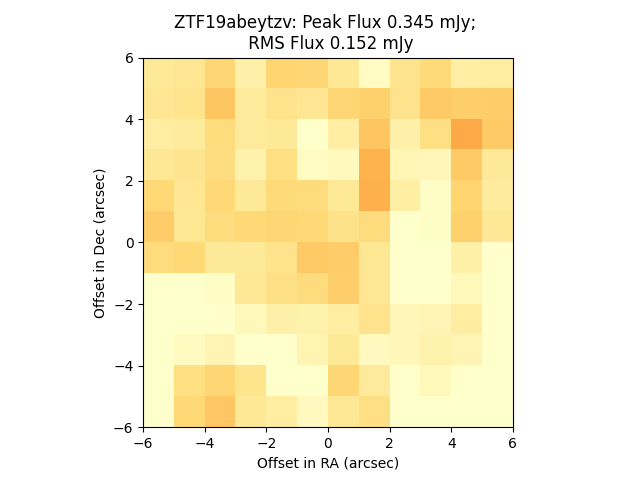 ZTF19abeytzv: Peak Flux 0.345 mJy;
RMS Flux 0.152 mJy
6
4
2
0
−2
−4
−6
Offset in Dec (arcsec)
−6 −4 −2 0 2 4 6
Offset in RA (arcsec)